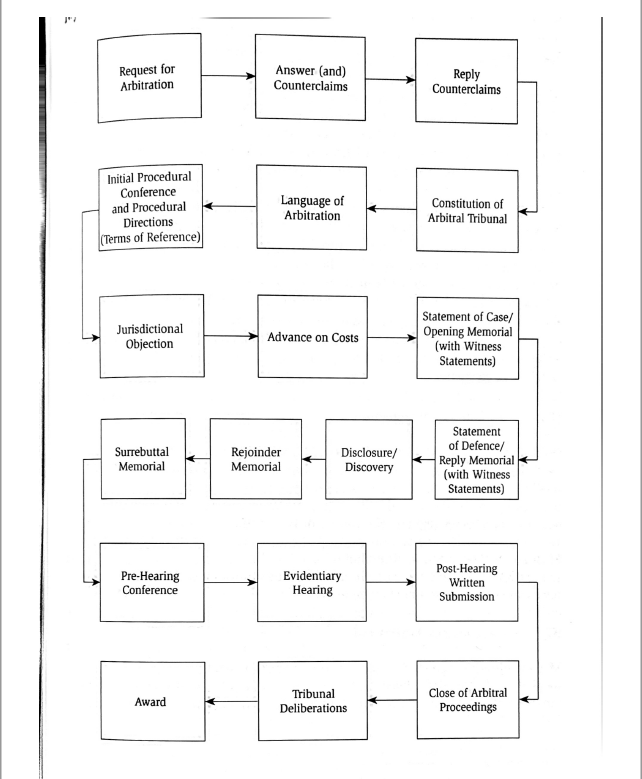 Request for
Arbitration
Answer (and)
Counterclaims
Reply
Counterclaims
Initial Procedural
Conference
and Procedural
Directions
(Terms of Reference)
Language of
Arbitration
Constitution of
Arbitral Tribunal
Jurisdictional
Objection
Advance on Costs
Statement of Case/
Opening Memorial
(with Witness
Statements)
Surrebuttal
Memorial
Rejoinder
Memorial
Disclosure/
Discovery
Statement
of Defence/
Reply Memorial
(with Witness
Statements)
Pre-Hearing
Conference
Evidentiary
Hearing
Post-Hearing
Written
Submission
Award
Tribunal
Deliberations
Close of Arbitral
Proceedings